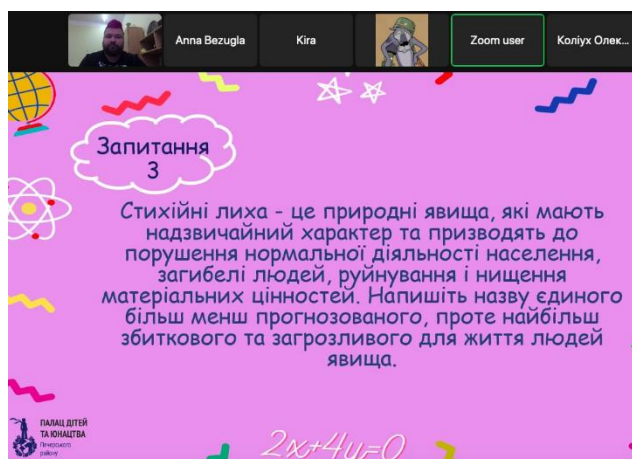 Anna Bezugla
Kira
Zoom user
Коліух Олек...
Запитання
3
Стихійні лиха - це природні явища, які мають
надзвичайний характер та призводять до
порушення нормальної діяльності населення,
загибелі людей, руйнування і нищення
матеріальних цінностей. Напишіть назву єдиного
більш менш прогнозованого, проте найбільш
збиткового та загрозливого для життя людей
явища.
ПАЛАЦ ДІТЕЙ
ТА ЮНАЦТВА
Печерського
району
2x+4y=0